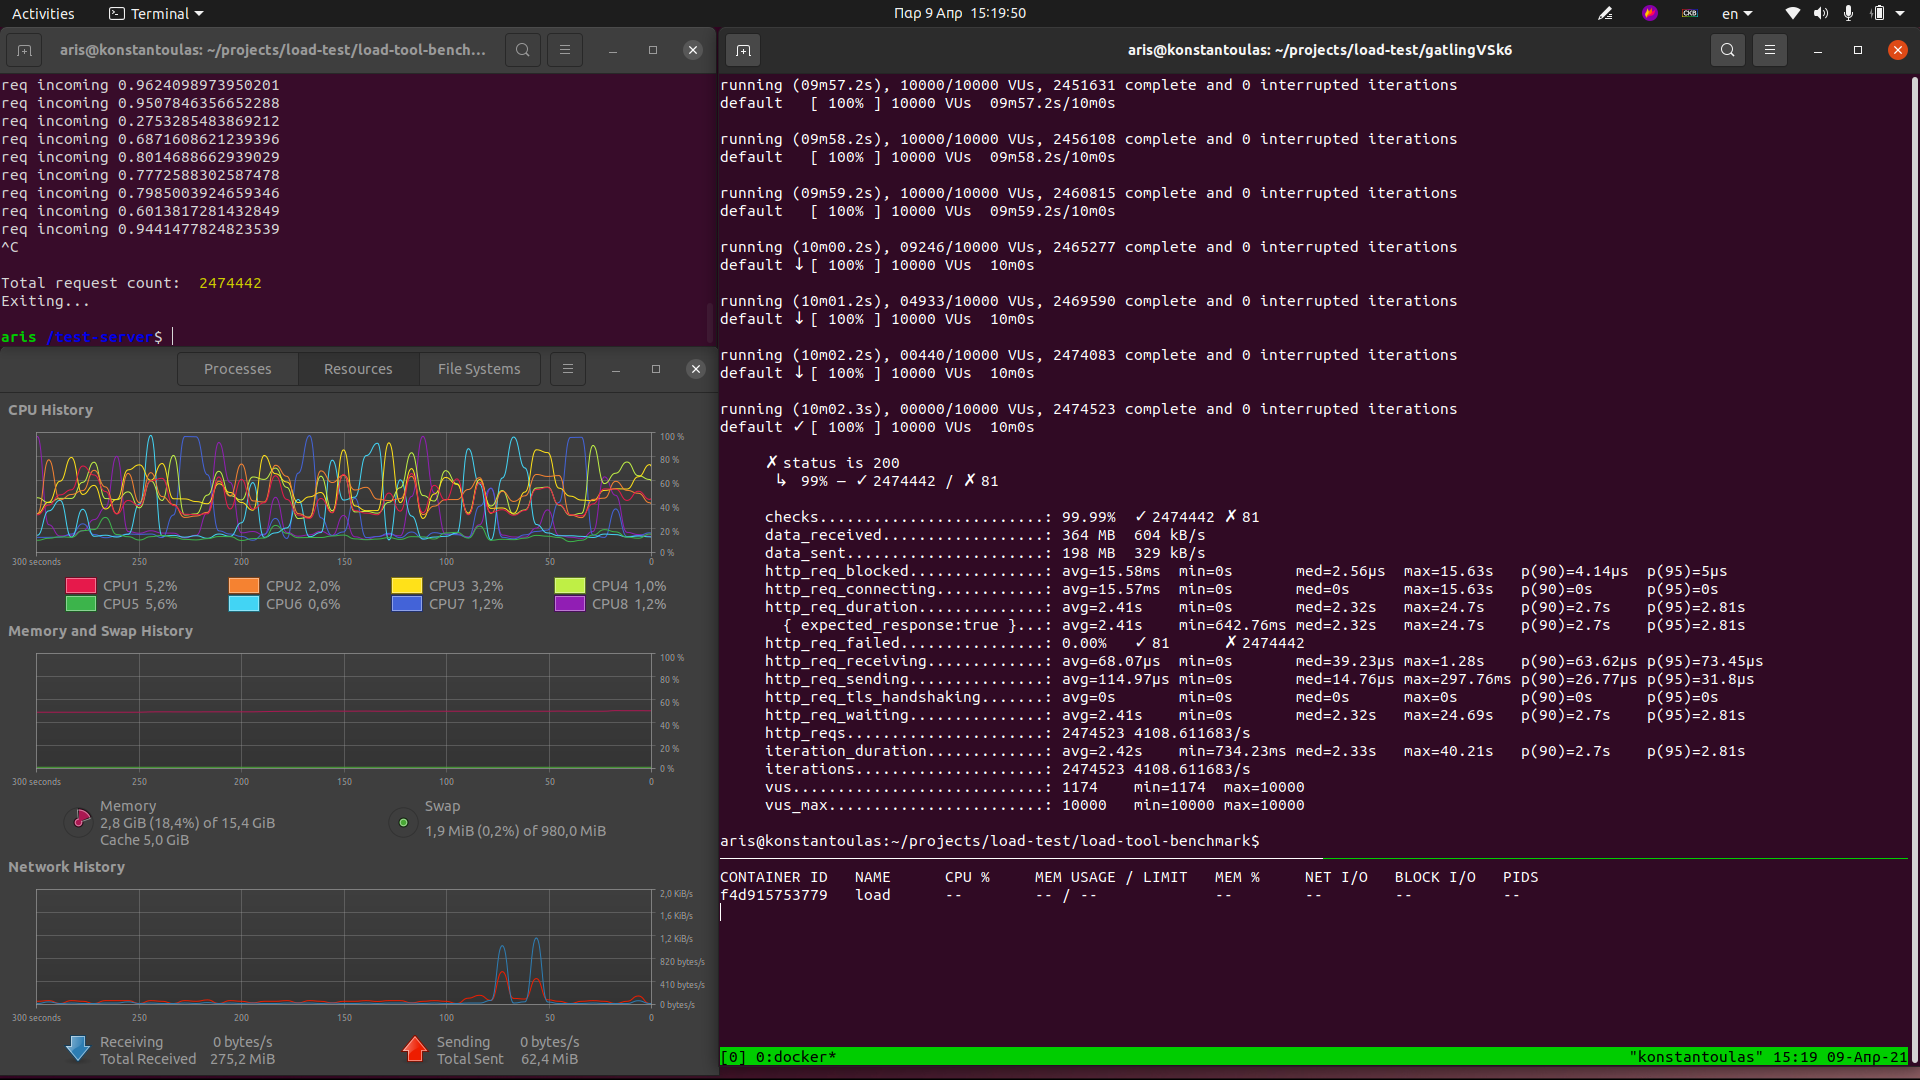 Activities
Terminal
Παρ 9 Απρ 15:19:50
CKB
en
aris@konstantoulas: ~/projects/load-test/load-tool-bench...
req incoming 0.9624098973950201
req incoming 0.9507846356652288
req incoming 0.2753285483869212
req incoming 0.6871608621239396
req incoming 0.8014688662939029
req incoming 0.7772588302587478
req incoming 0.7985003924659346
req incoming 0.6013817281432849
req incoming 0.9441477824823539
^C
Total request count: 2474442
Exiting...
aris /test-server$
Processes Resources File Systems
CPU History
100 %
80 %
60 %
40 %
20 %
0 %
300 seconds 250 200 150 100 50 0
CPU1 5,2% CPU2 2,0% CPU3 3,2% CPU4 1,0%
CPU5 5,6% CPU6 0,6% CPU7 1,2% CPU8 1,2%
Memory and Swap History
100 %
80 %
60 %
40 %
20 %
0 %
300 seconds 250 200 150 100 50 0
Memory
2,8 GiB (18,4%) of 15,4 GiB
Cache 5,0 GiB
Swap
1,9 MiB (0,2%) of 980,0 MiB
Network History
2,0 KiB/s
1,6 KiB/s
1,2 KiB/s
820 bytes/s
410 bytes/s
0 bytes/s
300 seconds 250 200 150 100 50 0
Receiving 0 bytes/s
Total Received 275,2 MiB
Sending 0 bytes/s
Total Sent 62,4 MiB
aris@konstantoulas: ~/projects/load-test/gatlingVSk6
running (09m57.2s), 10000/10000 VUs, 2451631 complete and 0 interrupted iterations
default [ 100% ] 10000 VUs 09m57.2s/10m0s
running (09m58.2s), 10000/10000 VUs, 2456108 complete and 0 interrupted iterations
default [ 100% ] 10000 VUs 09m58.2s/10m0s
running (09m59.2s), 10000/10000 VUs, 2460815 complete and 0 interrupted iterations
default [ 100% ] 10000 VUs 09m59.2s/10m0s
running (10m00.2s), 09246/10000 VUs, 2465277 complete and 0 interrupted iterations
default ↓ [ 100% ] 10000 VUs 10m0s
running (10m01.2s), 04933/10000 VUs, 2469590 complete and 0 interrupted iterations
default ↓ [ 100% ] 10000 VUs 10m0s
running (10m02.2s), 00440/10000 VUs, 2474083 complete and 0 interrupted iterations
default ↓ [ 100% ] 10000 VUs 10m0s
running (10m02.3s), 00000/10000 VUs, 2474523 complete and 0 interrupted iterations
default ✓ [ 100% ] 10000 VUs 10m0s
✗ status is 200
↳ 99% — ✓ 2474442 / ✗ 81
checks.........................: 99.99% ✓ 2474442 ✗ 81
data_received..................: 364 MB 604 kB/s
data_sent......................: 198 MB 329 kB/s
http_req_blocked...............: avg=15.58ms min=0s med=2.56µs max=15.63s p(90)=4.14µs p(95)=5µs
http_req_connecting............: avg=15.57ms min=0s med=0s max=15.63s p(90)=0s p(95)=0s
http_req_duration..............: avg=2.41s min=0s med=2.32s max=24.7s p(90)=2.7s p(95)=2.81s
{ expected_response:true }...: avg=2.41s min=642.76ms med=2.32s max=24.7s p(90)=2.7s p(95)=2.81s
http_req_failed................: 0.00% ✓ 81 ✗ 2474442
http_req_receiving.............: avg=68.07µs min=0s med=39.23µs max=1.28s p(90)=63.62µs p(95)=73.45µs
http_req_sending...............: avg=114.97µs min=0s med=14.76µs max=297.76ms p(90)=26.77µs p(95)=31.8µs
http_req_tls_handshaking.......: avg=0s min=0s med=0s max=0s p(90)=0s p(95)=0s
http_req_waiting...............: avg=2.41s min=0s med=2.32s max=24.69s p(90)=2.7s p(95)=2.81s
http_reqs......................: 2474523 4108.611683/s
iteration_duration.............: avg=2.42s min=734.23ms med=2.33s max=40.21s p(90)=2.7s p(95)=2.81s
iterations.....................: 2474523 4108.611683/s
vus............................: 1174 min=1174 max=10000
vus_max........................: 10000 min=10000 max=10000
aris@konstantoulas:~/projects/load-test/load-tool-benchmark$
CONTAINER ID NAME CPU % MEM USAGE / LIMIT MEM % NET I/O BLOCK I/O PIDS
f4d915753779 load -- -- / -- -- -- -- --
[0] 0:docker* "konstantoulas" 15:19 09-Απρ-21